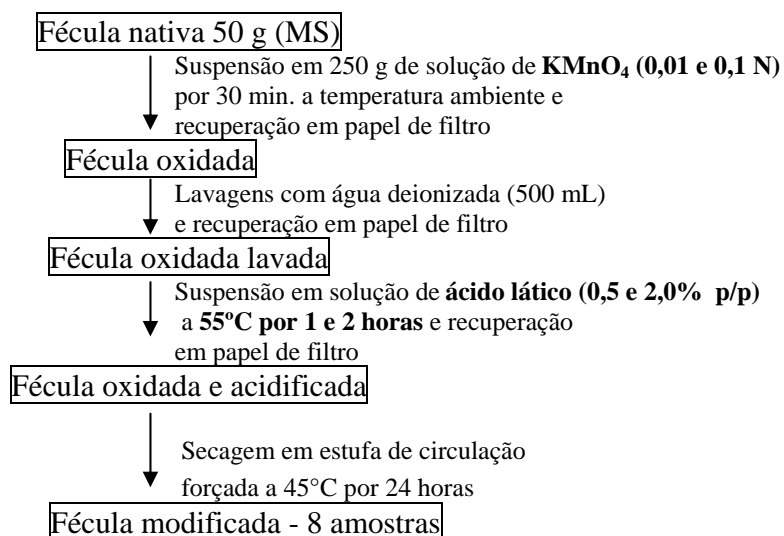 Fécula nativa 50 g (MS)
Suspensão em 250 g de solução de KMnO₄ (0,01 e 0,1 N)
por 30 min. a temperatura ambiente e
recuperação em papel de filtro
Fécula oxidada
Lavagens com água deionizada (500 mL)
e recuperação em papel de filtro
Fécula oxidada lavada
Suspensão em solução de ácido lático (0,5 e 2,0% p/p)
a 55ºC por 1 e 2 horas e recuperação
em papel de filtro
Fécula oxidada e acidificada
Secagem em estufa de circulação
forçada a 45°C por 24 horas
Fécula modificada - 8 amostras